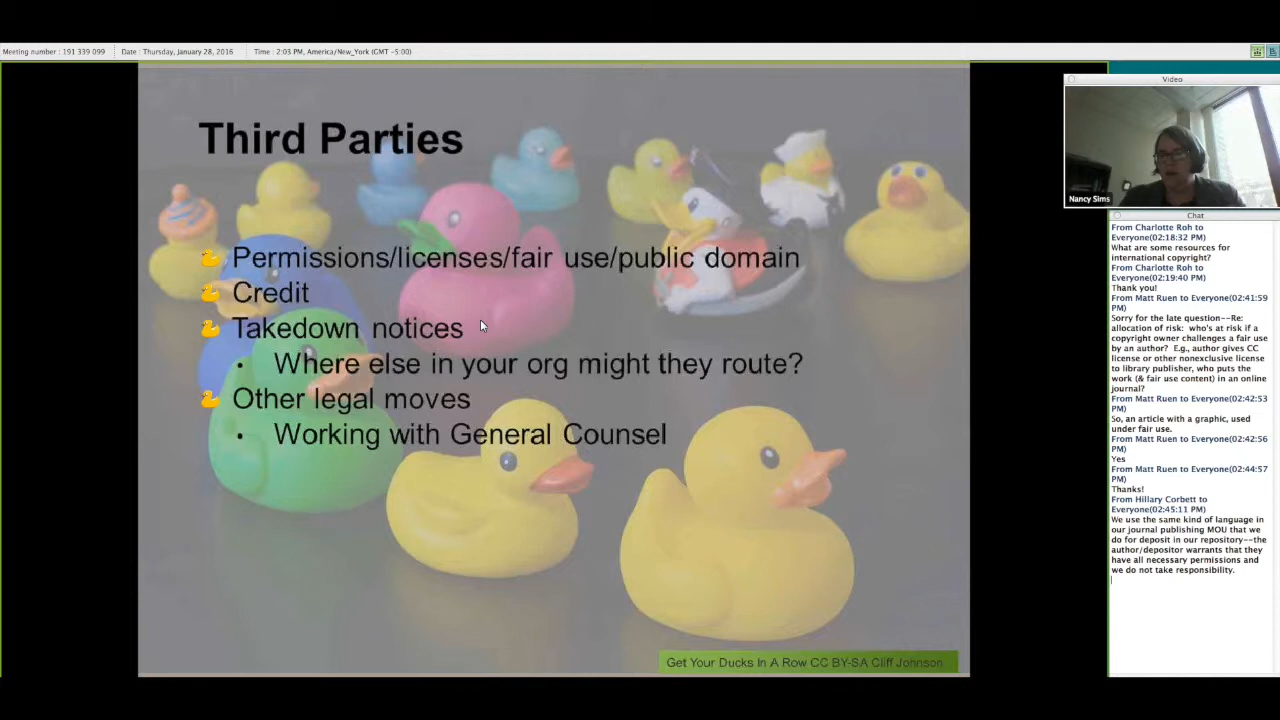 Meeting number : 191 339 099 Date : Thursday, January 28, 2016 Time : 2:03 PM, America/New_York (GMT -5:00)
Third Parties
Permissions/licenses/fair use/public domain
Credit
Takedown notices
• Where else in your org might they route?
Other legal moves
• Working with General Counsel
Get Your Ducks In A Row CC BY-SA Cliff Johnson
Video
Nancy Sims
Chat
From Charlotte Roh to
Everyone(02:18:32 PM)
What are some resources for
international copyright?
From Charlotte Roh to
Everyone(02:19:40 PM)
Thank you!
From Matt Ruen to Everyone(02:41:59
PM)
Sorry for the late question--Re:
allocation of risk: who's at risk if a
copyright owner challenges a fair use
by an author? E.g., author gives CC
license or other nonexclusive license
to library publisher, who puts the
work (& fair use content) in an online
journal?
From Matt Ruen to Everyone(02:42:53
PM)
So, an article with a graphic, used
under fair use.
From Matt Ruen to Everyone(02:42:56
PM)
Yes
From Matt Ruen to Everyone(02:44:57
PM)
Thanks!
From Hillary Corbett to
Everyone(02:45:11 PM)
We use the same kind of language in
our journal publishing MOU that we
do for deposit in our repository--the
author/depositor warrants that they
have all necessary permissions and
we do not take responsibility.